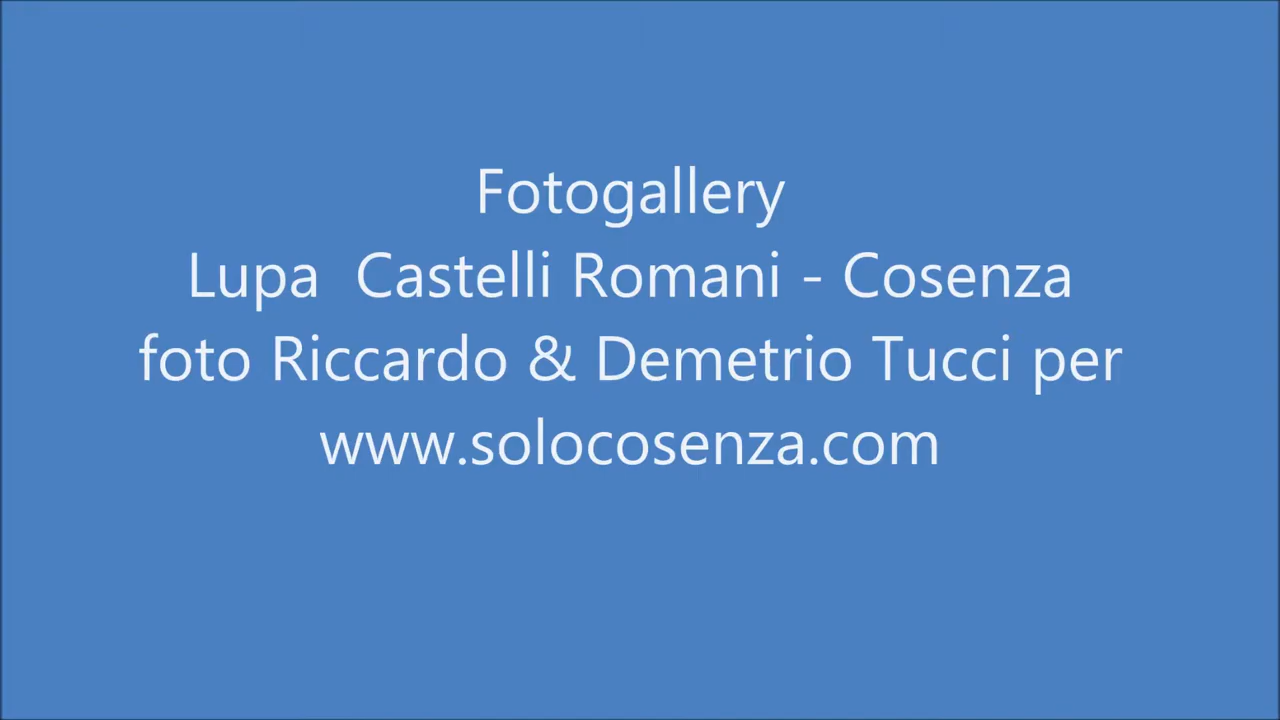 Fotogallery
Lupa  Castelli Romani - Cosenza
foto Riccardo & Demetrio Tucci per
www.solocosenza.com